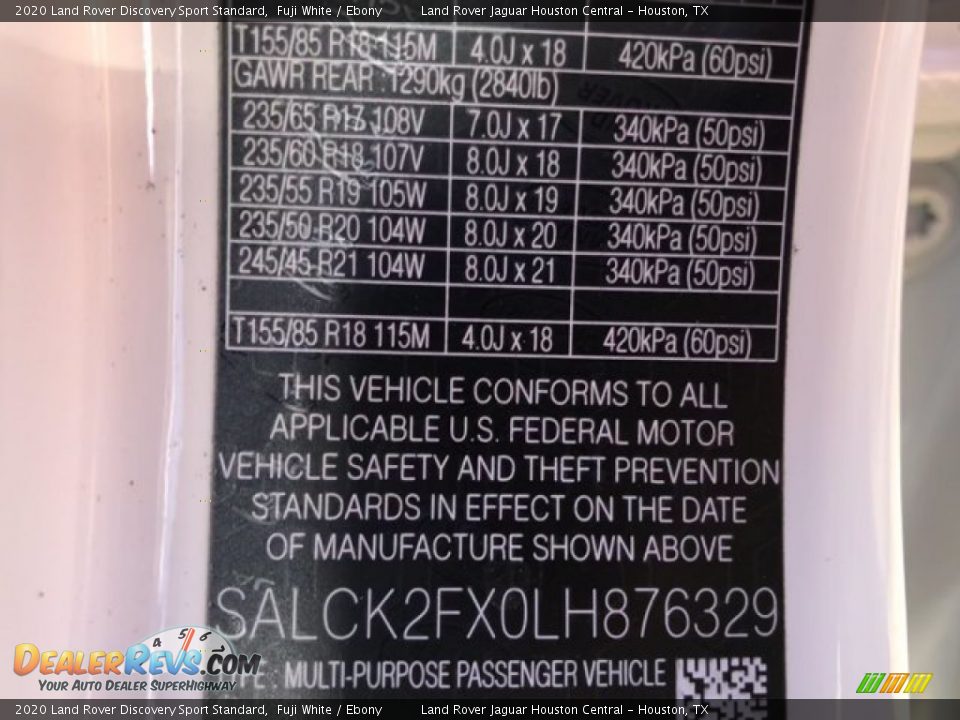 2020 Land Rover Discovery Sport Standard, Fuji White / Ebony Land Rover Jaguar Houston Central - Houston, TX
T155/85 R18 115M 4.0J x 18 420kPa (60psi)
GAWR REAR :1290kg (2840lb)
235/65 R17 108V 7.0J x 17 340kPa (50psi)
235/60 R18 107V 8.0J x 18 340kPa (50psi)
235/55 R19 105W 8.0J x 19 340kPa (50psi)
235/50 R20 104W 8.0J x 20 340kPa (50psi)
245/45 R21 104W 8.0J x 21 340kPa (50psi)
T155/85 R18 115M 4.0J x 18 420kPa (60psi)
THIS VEHICLE CONFORMS TO ALL
APPLICABLE U.S. FEDERAL MOTOR
VEHICLE SAFETY AND THEFT PREVENTION
STANDARDS IN EFFECT ON THE DATE
OF MANUFACTURE SHOWN ABOVE
SALCK2FX0LH876329
: MULTI-PURPOSE PASSENGER VEHICLE
4 5 6
DEALERREVS.COM
YOUR AUTO DEALER SUPERHIGHWAY
2020 Land Rover Discovery Sport Standard, Fuji White / Ebony Land Rover Jaguar Houston Central - Houston, TX